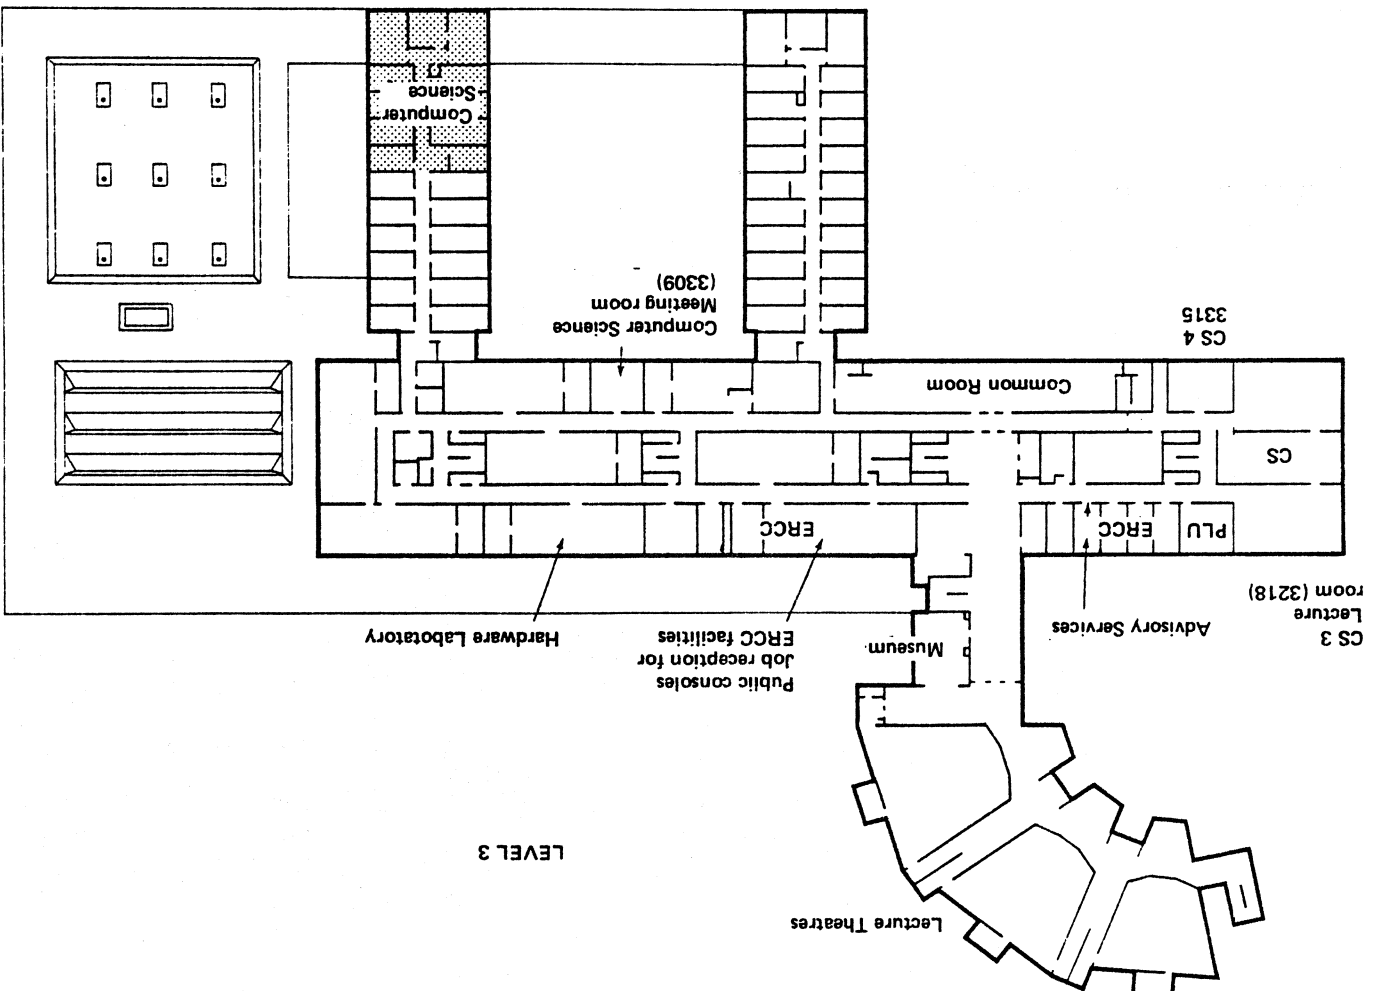 Lecture Theatres
LEVEL 3
CS 3
Lecture
room (3218)
Advisory Services
Museum
Public consoles
Job reception for
ERCC facilities
Hardware Labotatory
PLU
ERCC
ERCC
CS
Common Room
CS 4
3315
Computer Science
Meeting room
(3309)
Computer
Science